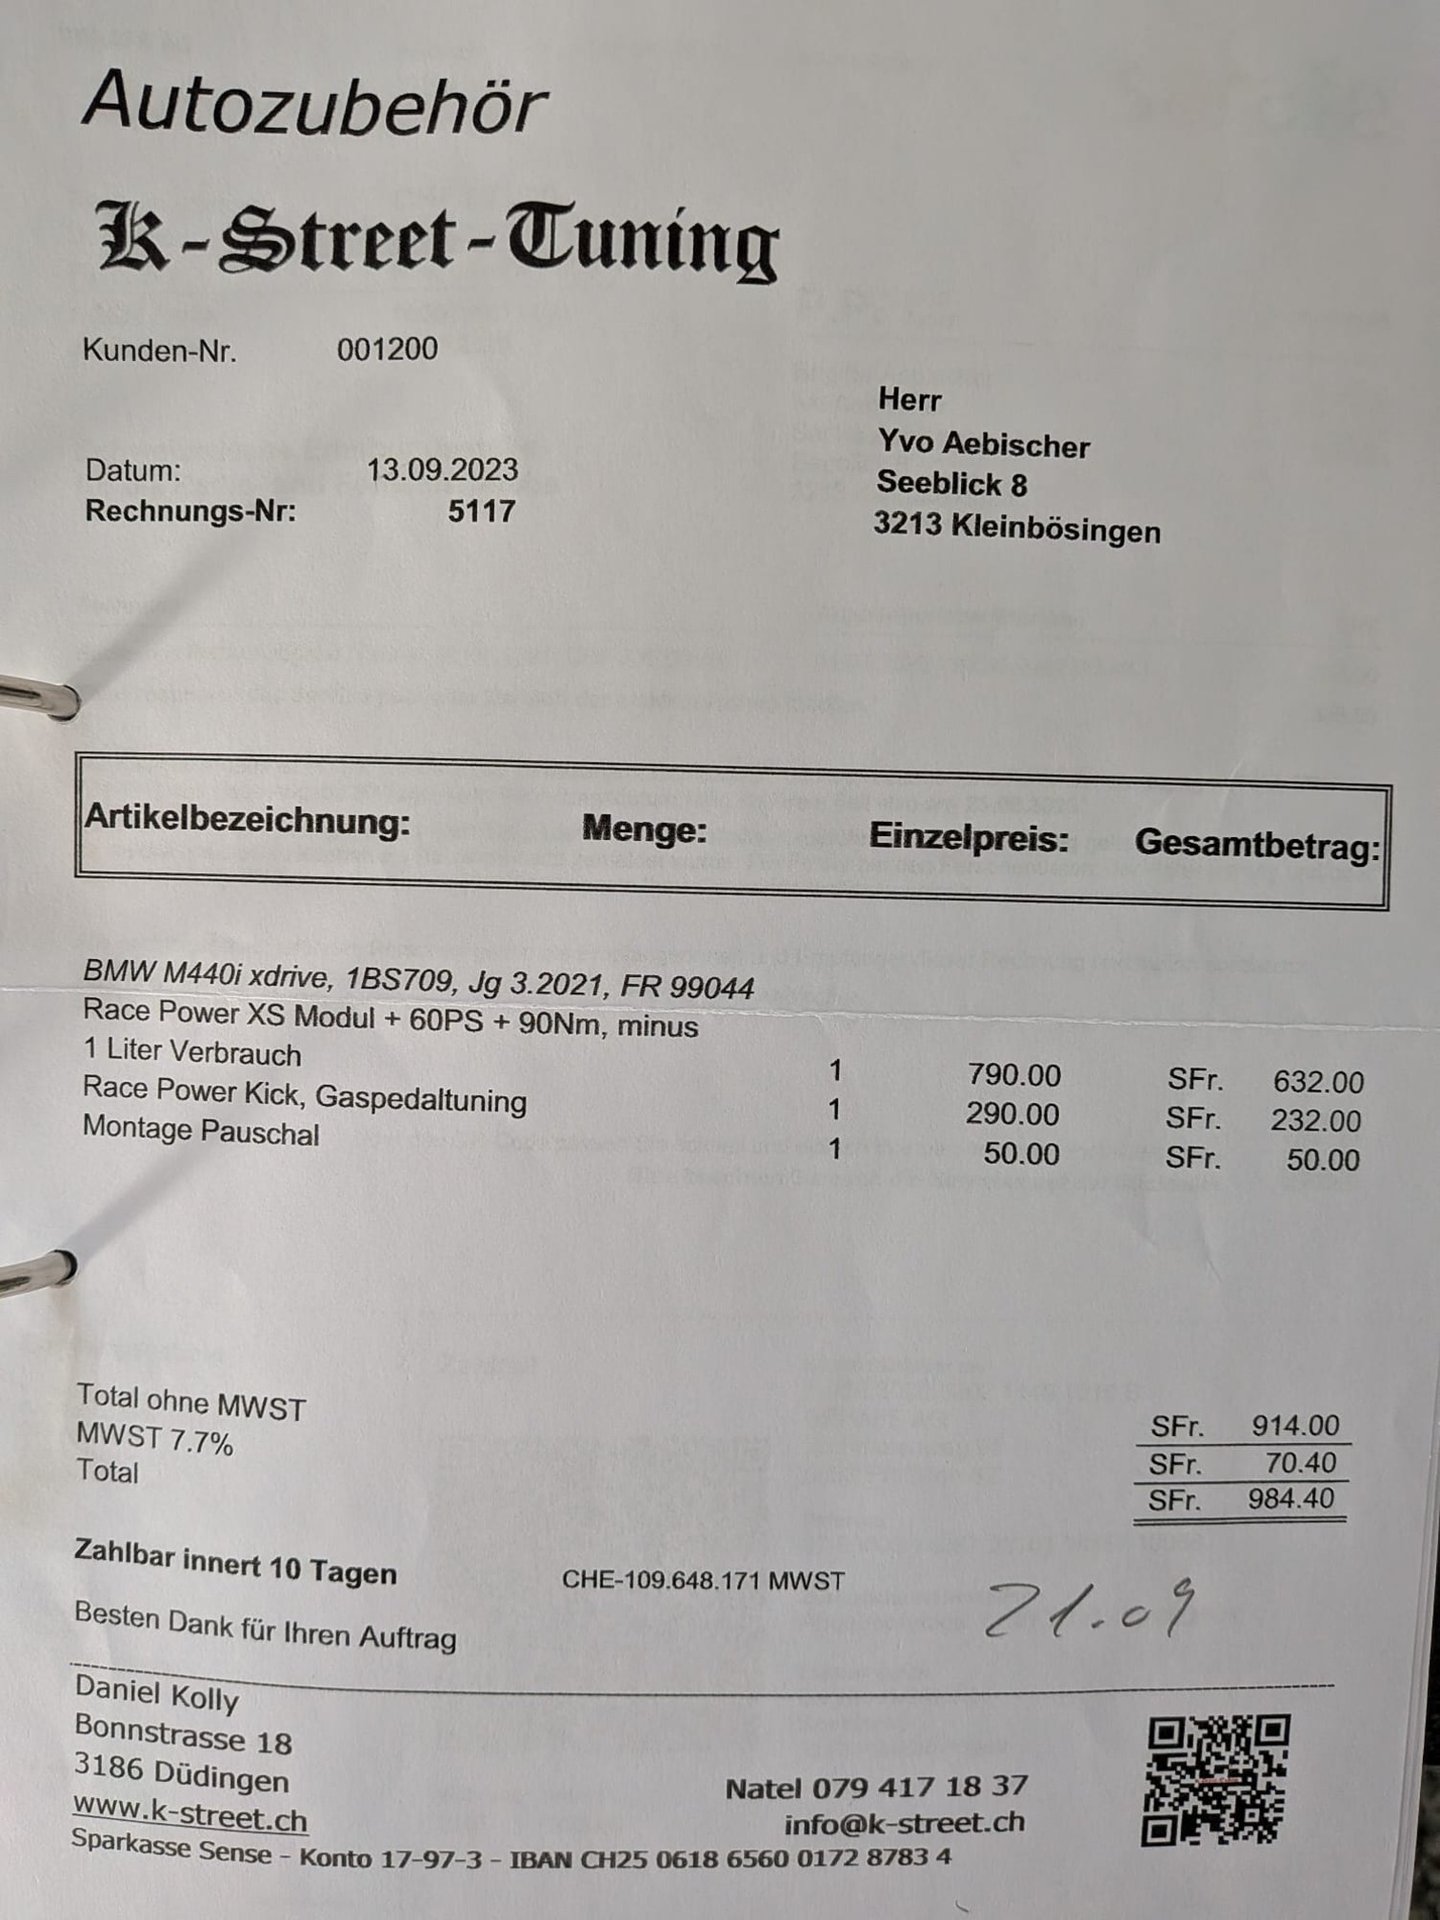 Autozubehör
K-Street-Tuning
Kunden-Nr. 001200
Herr
Yvo Aebischer
Seeblick 8
3213 Kleinbösingen
Datum: 13.09.2023
Rechnungs-Nr: 5117
Artikelbezeichnung: Menge: Einzelpreis: Gesamtbetrag:
BMW M440i xdrive, 1BS709, Jg 3.2021, FR 99044
Race Power XS Modul + 60PS + 90Nm, minus
1 Liter Verbrauch 1 790.00 SFr. 632.00
Race Power Kick, Gaspedaltuning 1 290.00 SFr. 232.00
Montage Pauschal 1 50.00 SFr. 50.00
Total ohne MWST SFr. 914.00
MWST 7.7% SFr. 70.40
Total SFr. 984.40
Zahlbar innert 10 Tagen CHE-109.648.171 MWST
21.09
Besten Dank für Ihren Auftrag
Daniel Kolly
Bonnstrasse 18
3186 Düdingen
www.k-street.ch
Natel 079 417 18 37
info@k-street.ch
Sparkasse Sense - Konto 17-97-3 - IBAN CH25 0618 6560 0172 8783 4